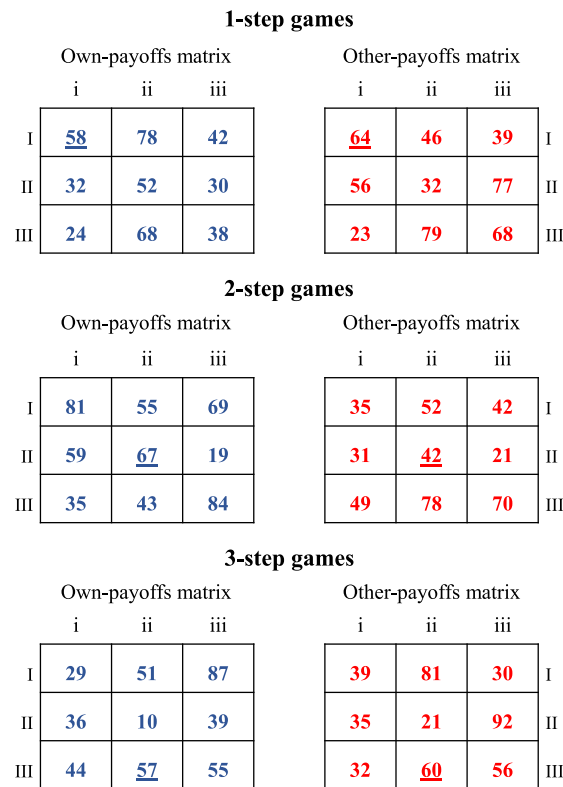 1-step games
Own-payoffs matrix Other-payoffs matrix
i ii iii i ii iii
I 58 78 42 64 46 39 I
II 32 52 30 56 32 77
III 24 68 38 23 79 68 III
2-step games
Own-payoffs matrix Other-payoffs matrix
i ii iii i ii iii
I 81 55 69 35 52 42 I
II 59 67 19 31 42 21 II
III 35 43 84 49 78 70 III
3-step games
Own-payoffs matrix Other-payoffs matrix
i ii iii i ii iii
I 29 51 87 39 81 30 I
II 36 10 39 35 21 92 II
III 44 57 55 32 60 56 III